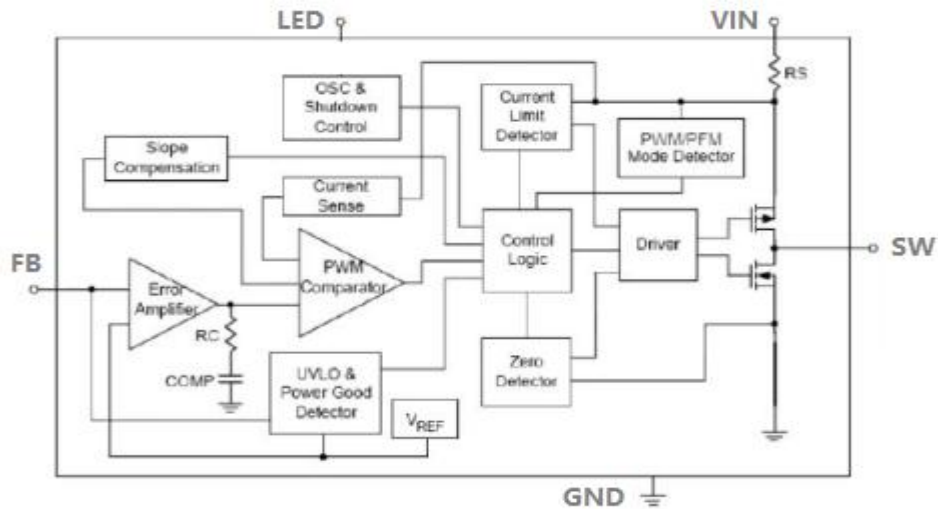 LED
VIN
RS
OSC &
Shutdown
Control
Current
Limit
Detector
PWM/PFM
Mode Detector
Slope
Compensation
Current
Sense
Control
Logic
Driver
SW
FB
PWM
Comparator
Error
Amplifier
RC
COMP
UVLO &
Power Good
Detector
Zero
Detector
VREF
GND